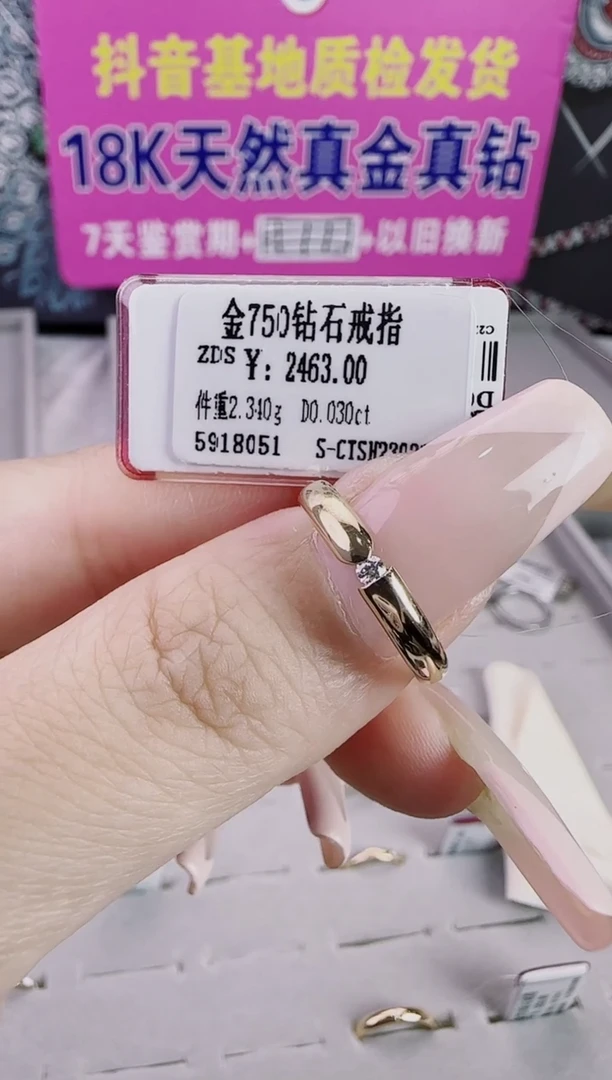 抖音基地质检发货
18K天然真金真钻
7天鉴赏期+
+以旧换新
金750钻石戒指
ZDS ¥: 2463.00
件重2.340g D0.030ct
5918051 S-CTSH2302